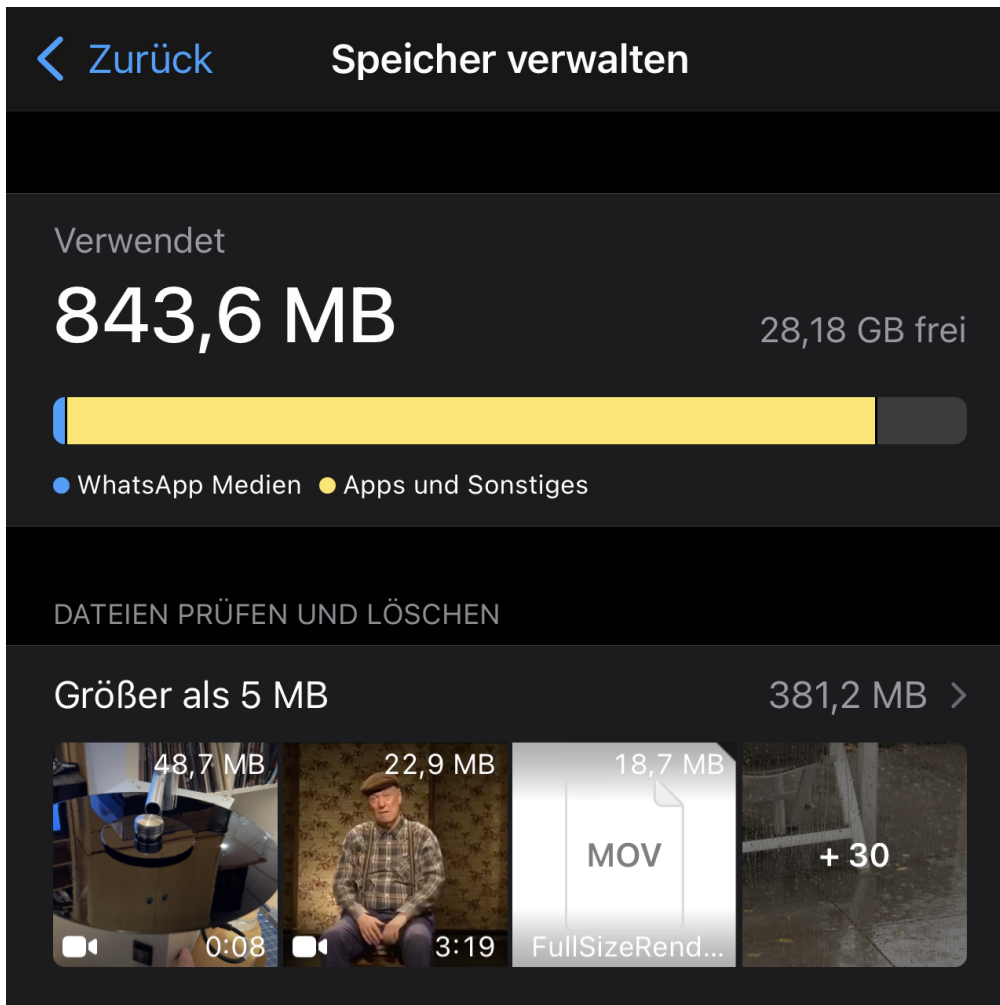 Zurück
Speicher verwalten
Verwendet
843,6 MB
28,18 GB frei
WhatsApp Medien
Apps und Sonstiges
DATEIEN PRÜFEN UND LÖSCHEN
Größer als 5 MB
381,2 MB
48,7 MB
22,9 MB
18,7 MB
MOV
+ 30
0:08
3:19
FullSizeRend...